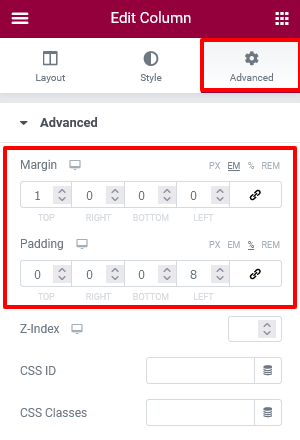 Edit Column
Layout Style Advanced
Advanced
Margin PX EM % REM
1 0 0 0
TOP RIGHT BOTTOM LEFT
Padding PX EM % REM
0 0 0 8
TOP RIGHT BOTTOM LEFT
Z-Index
CSS ID
CSS Classes